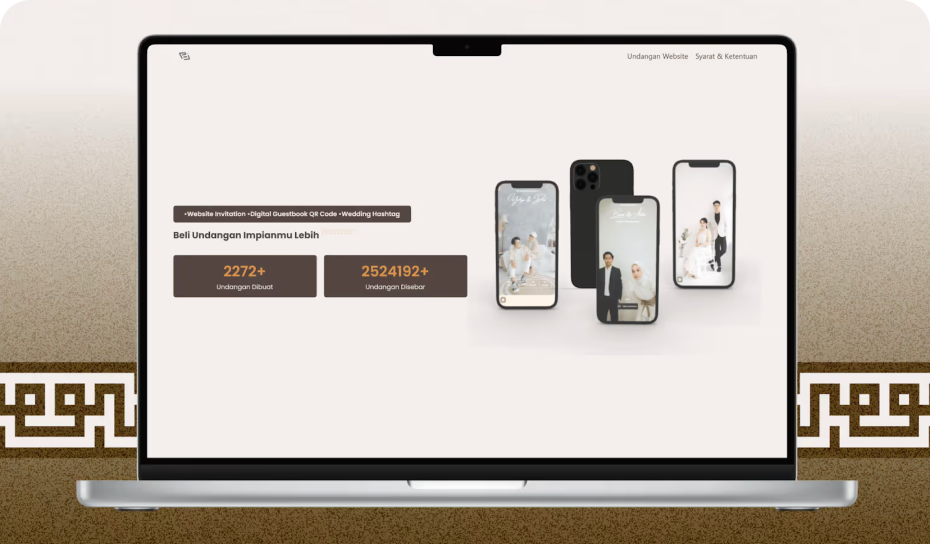 Undangan Website Syarat & Ketentuan
•Website Invitation •Digital Guestbook QR Code •Wedding Hashtag
Beli Undangan Impianmu Lebih
2272+
Undangan Dibuat
2524192+
Undangan Disebar